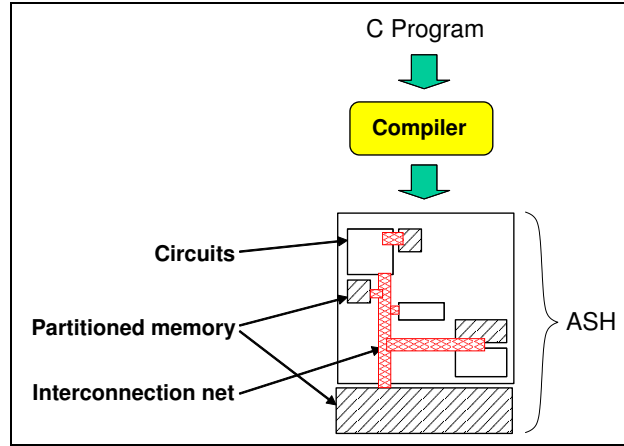 C Program
Compiler
Circuits
Partitioned memory
ASH
Interconnection net